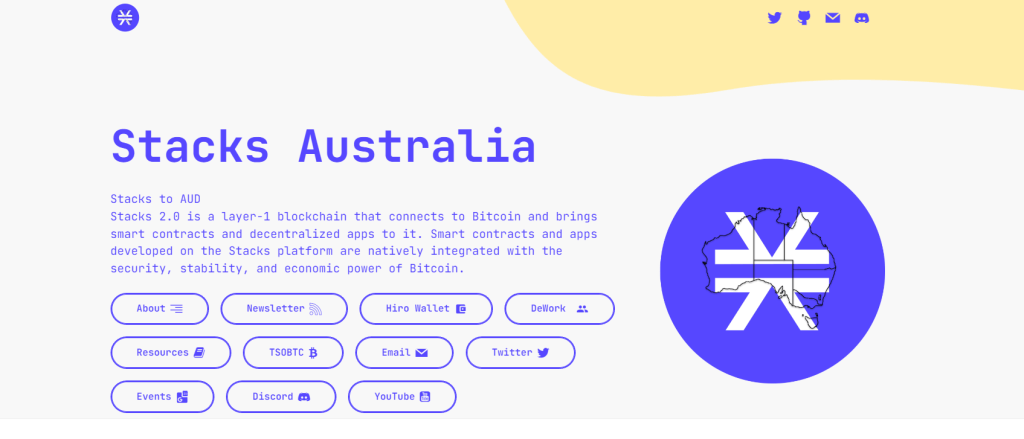 Stacks Australia
Stacks to AUD
Stacks 2.0 is a layer-1 blockchain that connects to Bitcoin and brings
smart contracts and decentralized apps to it. Smart contracts and apps
developed on the Stacks platform are natively integrated with the
security, stability, and economic power of Bitcoin.
About
Newsletter
Hiro Wallet
DeWork
Resources
TSOBTC
Email
Twitter
Events
Discord
YouTube